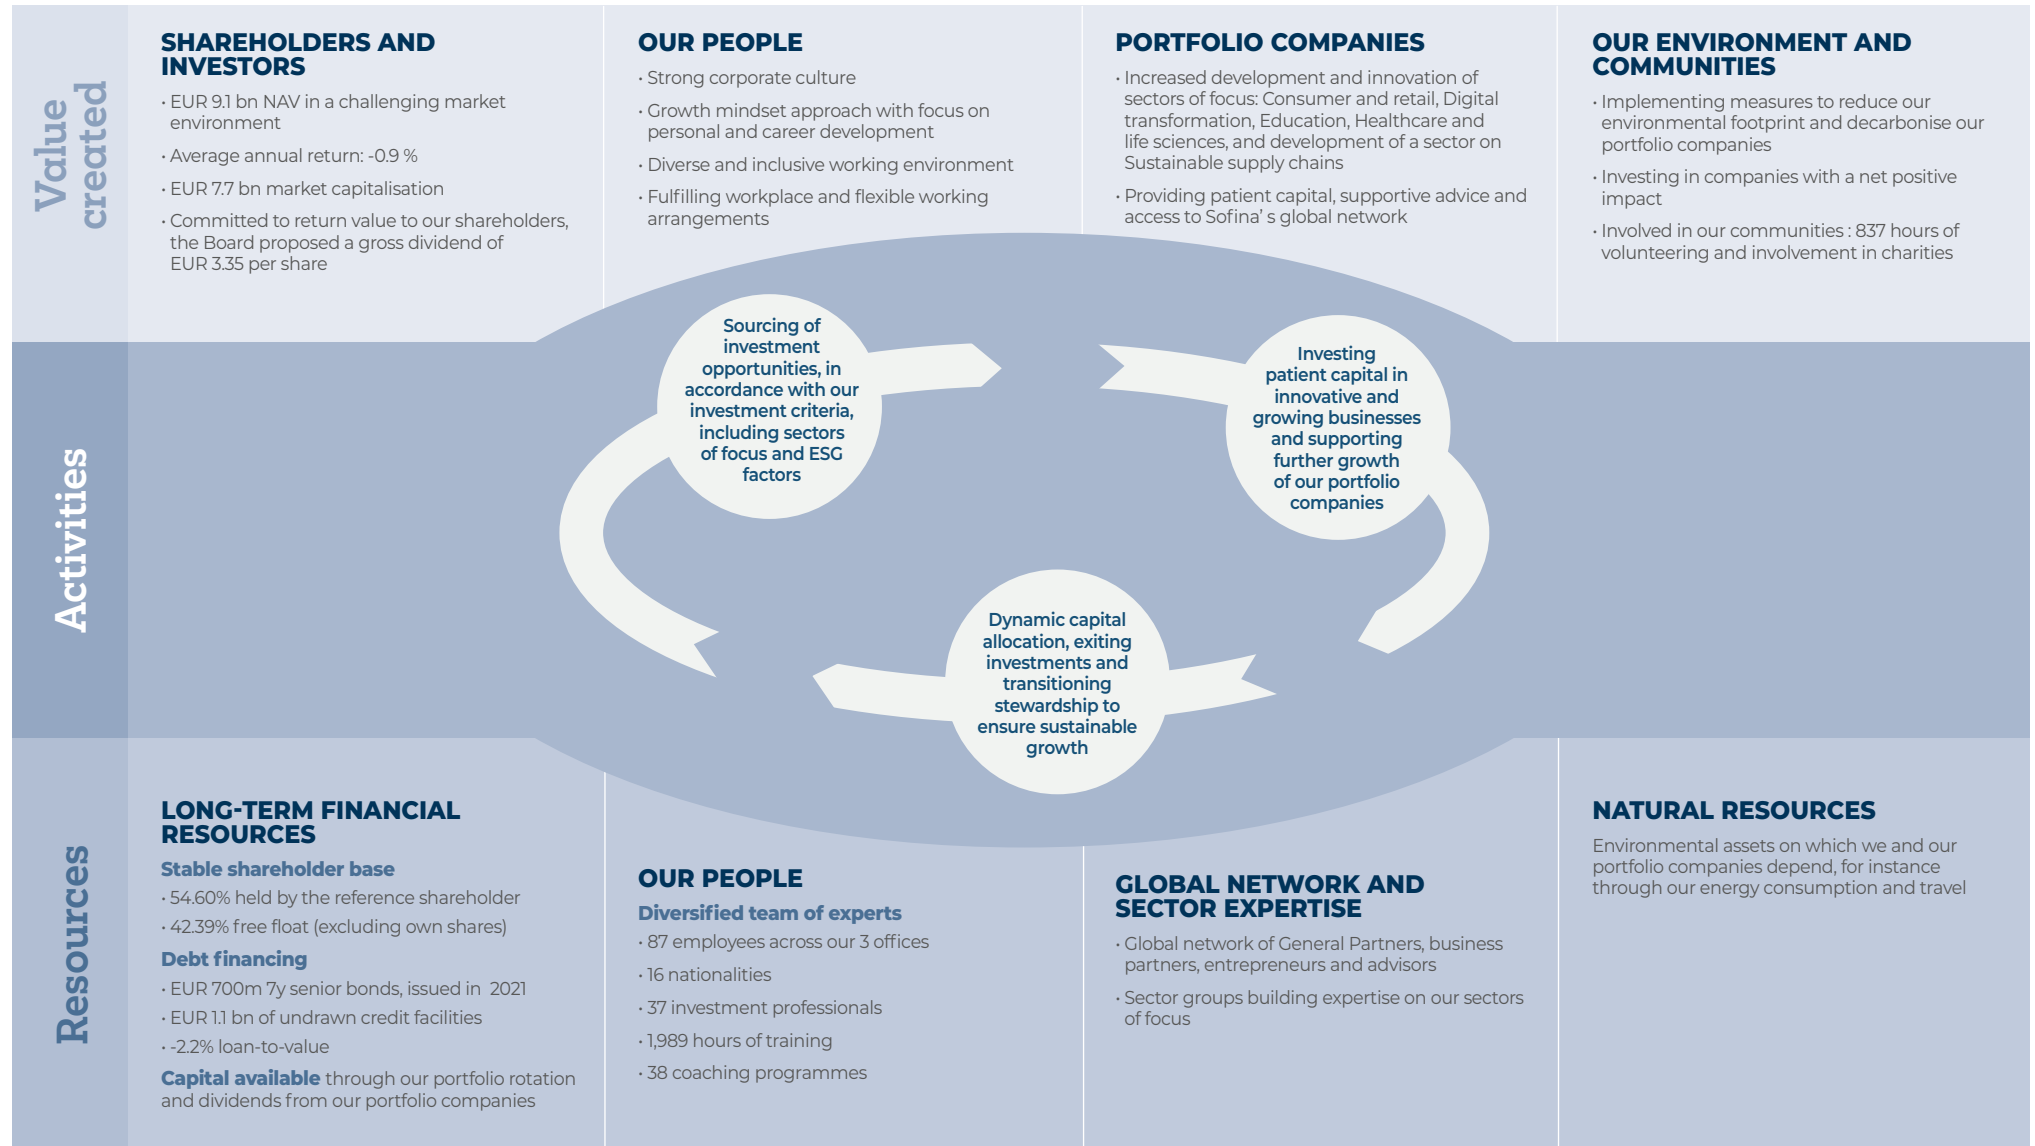 Value
created
SHAREHOLDERS AND
INVESTORS
· EUR 9.1 bn NAV in a challenging market
environment
· Average annual return: -0.9 %
· EUR 7.7 bn market capitalisation
· Committed to return value to our shareholders,
the Board proposed a gross dividend of
EUR 3.35 per share
OUR PEOPLE
· Strong corporate culture
· Growth mindset approach with focus on
personal and career development
· Diverse and inclusive working environment
· Fulfilling workplace and flexible working
arrangements
PORTFOLIO COMPANIES
· Increased development and innovation of
sectors of focus: Consumer and retail, Digital
transformation, Education, Healthcare and
life sciences, and development of a sector on
Sustainable supply chains
· Providing patient capital, supportive advice and
access to Sofina' s global network
OUR ENVIRONMENT AND
COMMUNITIES
· Implementing measures to reduce our
environmental footprint and decarbonise our
portfolio companies
· Investing in companies with a net positive
impact
· Involved in our communities : 837 hours of
volunteering and involvement in charities
Activities
Sourcing of
investment
opportunities, in
accordance with our
investment criteria,
including sectors
of focus and ESG
factors
Investing
patient capital in
innovative and
growing businesses
and supporting
further growth
of our portfolio
companies
Dynamic capital
allocation, exiting
investments and
transitioning
stewardship to
ensure sustainable
growth
Resources
LONG-TERM FINANCIAL
RESOURCES
Stable shareholder base
· 54.60% held by the reference shareholder
· 42.39% free float (excluding own shares)
Debt financing
· EUR 700m 7y senior bonds, issued in 2021
· EUR 1.1 bn of undrawn credit facilities
· -2.2% loan-to-value
Capital available through our portfolio rotation
and dividends from our portfolio companies
OUR PEOPLE
Diversified team of experts
· 87 employees across our 3 offices
· 16 nationalities
· 37 investment professionals
· 1,989 hours of training
· 38 coaching programmes
GLOBAL NETWORK AND
SECTOR EXPERTISE
· Global network of General Partners, business
partners, entrepreneurs and advisors
· Sector groups building expertise on our sectors
of focus
NATURAL RESOURCES
Environmental assets on which we and our
portfolio companies depend, for instance
through our energy consumption and travel